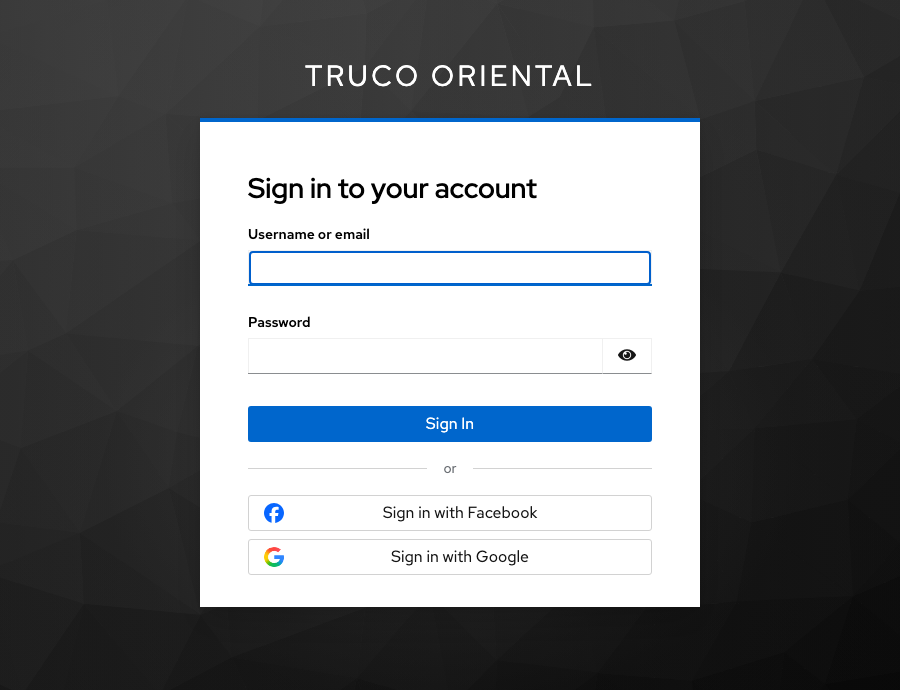 TRUCO ORIENTAL
Sign in to your account
Username or email
Password
Sign In
or
Sign in with Facebook
Sign in with Google